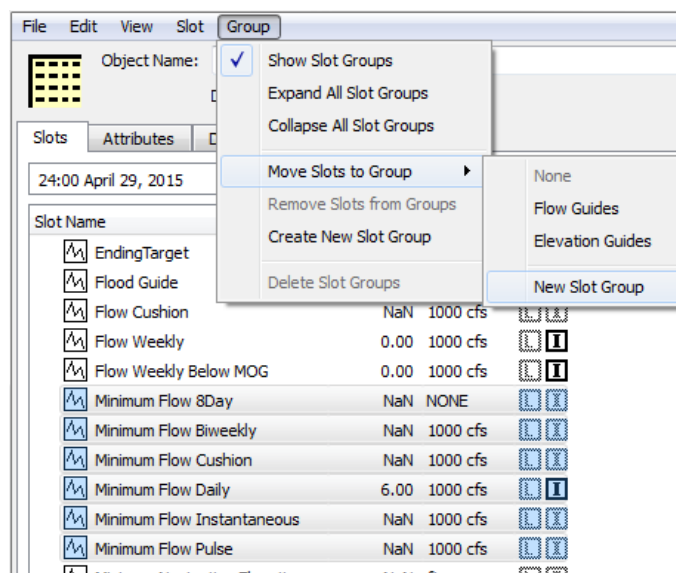 File Edit View Slot Group
Object Name:
Show Slot Groups
Expand All Slot Groups
Collapse All Slot Groups
Slots Attributes D
Move Slots to Group
None
24:00 April 29, 2015
Remove Slots from Groups
Flow Guides
Slot Name
Create New Slot Group
Elevation Guides
EndingTarget
Flood Guide
Delete Slot Groups
New Slot Group
Flow Cushion NaN 1000 cfs L I
Flow Weekly 0.00 1000 cfs L I
Flow Weekly Below MOG 0.00 1000 cfs L I
Minimum Flow 8Day NaN NONE L I
Minimum Flow Biweekly NaN 1000 cfs L I
Minimum Flow Cushion NaN 1000 cfs L I
Minimum Flow Daily 6.00 1000 cfs L I
Minimum Flow Instantaneous NaN 1000 cfs L I
Minimum Flow Pulse NaN 1000 cfs L I